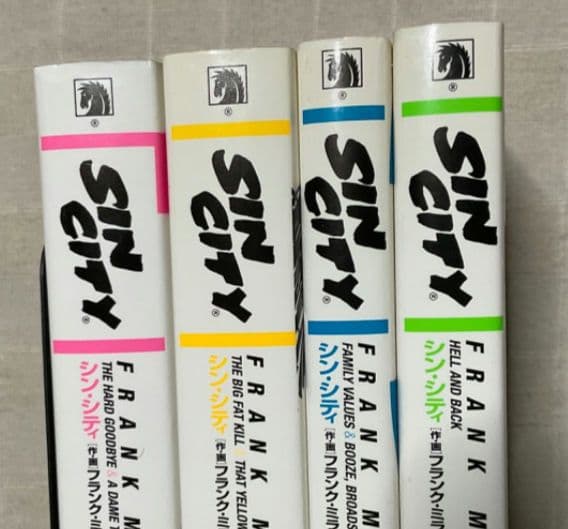 SIN CITY®
FRANK
THE HARD GOODBYE & A DAME
シン・シティ
[作・画]フランク・ミ
SIN CITY®
FRANK
THE BIG FAT KILL & THAT YELLOW
シン・シティ
[作・画]フランク・ミ
SIN CITY®
FRANK M
FAMILY VALUES & BOOZE, BROADS
シン・シティ
[作・画]フランク・ミ
SIN CITY®
FRANK M
HELL AND BACK
シン・シティ
[作・画]フランク・ミ